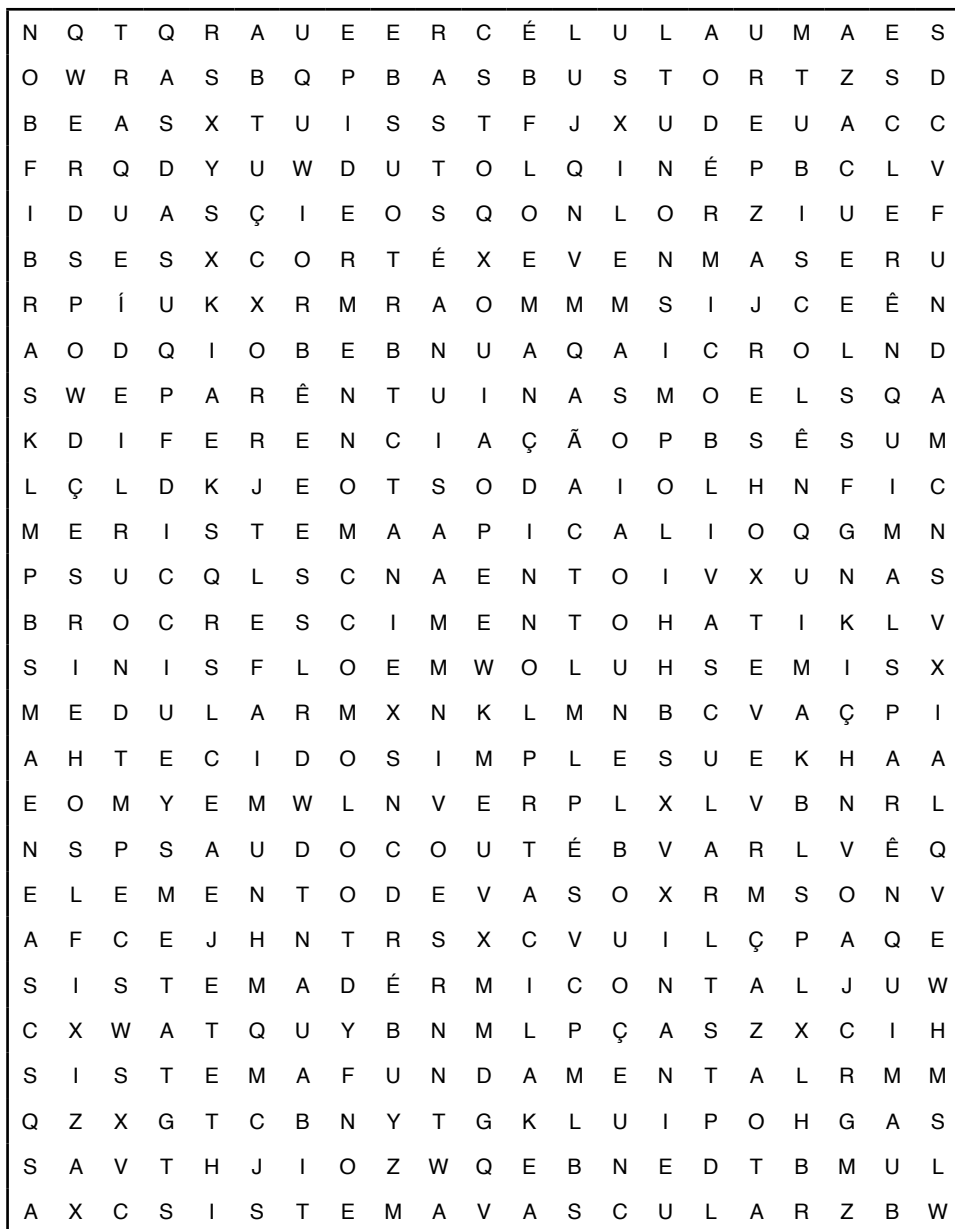 N Q T Q R A U E E R C É L U L A U M A E S
O W R A S B Q P B A S B U S T O R T Z S D
B E A S X T U I S S T F J X U D E U A C C
F R Q D Y U W D U T O L Q I N É P B C L V
I D U A S Ç I E O S Q O N L O R Z I U E F
B S E S X C O R T É X E V E N M A S E R U
R P Í U K X R M R A O M M M S I J C E Ê N
A O D Q I O B E B N U A Q A I C R O L N D
S W E P A R Ê N T U I N A S M O E L S Q A
K D I F E R E N C I A Ç Ã O P B S Ê S U M
L Ç L D K J E O T S O D A I O L H N F I C
M E R I S T E M A A P I C A L I O Q G M N
P S U C Q L S C N A E N T O I V X U N A S
B R O C R E S C I M E N T O H A T I K L V
S I N I S F L O E M W O L U H S E M I S X
M E D U L A R M X N K L M N B C V A Ç P I
A H T E C I D O S I M P L E S U E K H A A
E O M Y E M W L N V E R P L X L V B N R L
N S P S A U D O C O U T É B V A R L V Ê Q
E L E M E N T O D E V A S O X R M S O N V
A F C E J H N T R S X C V U I L Ç P A Q E
S I S T E M A D É R M I C O N T A L J U W
C X W A T Q U Y B N M L P Ç A S Z X C I H
S I S T E M A F U N D A M E N T A L R M M
Q Z X G T C B N Y T G K L U I P O H G A S
S A V T H J I O Z W Q E B N E D T B M U L
A X C S I S T E M A V A S C U L A R Z B W